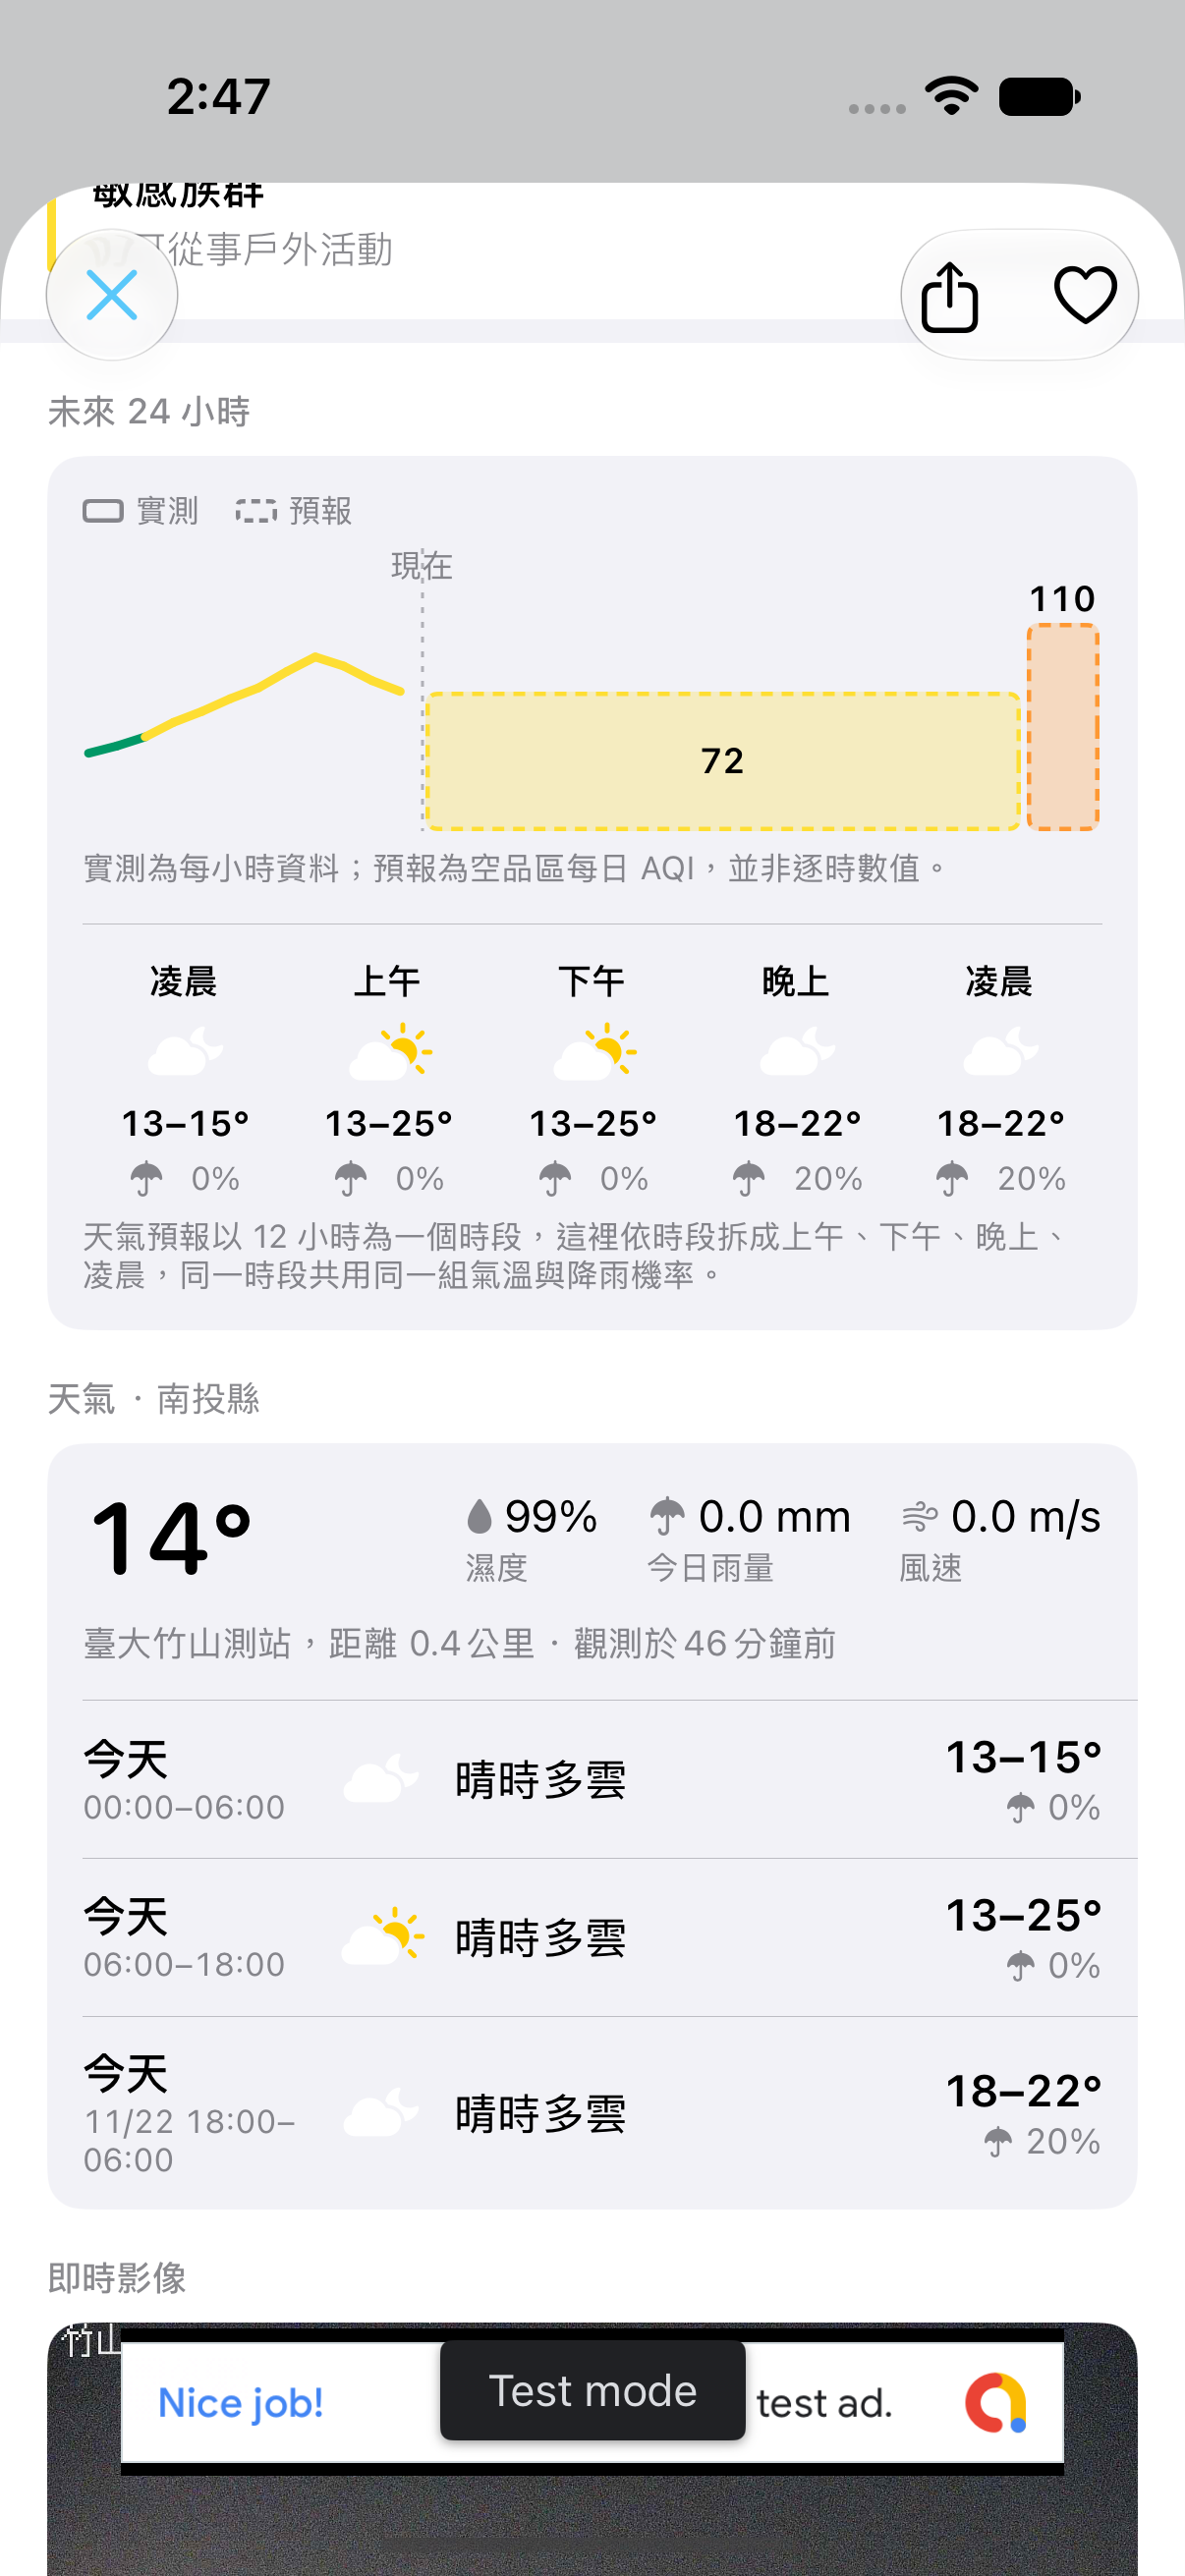 2:47
敏感族群
從事戶外活動
未來 24 小時
實測 預報
現在
110
72
實測為每小時資料；預報為空品區每日 AQI，並非逐時數值。
凌晨 上午 下午 晚上 凌晨
13–15° 13–25° 13–25° 18–22° 18–22°
0% 0% 0% 20% 20%
天氣預報以 12 小時為一個時段，這裡依時段拆成上午、下午、晚上、
凌晨，同一時段共用同一組氣溫與降雨機率。
天氣 · 南投縣
14° 99% 0.0 mm 0.0 m/s
濕度 今日雨量 風速
臺大竹山測站，距離 0.4 公里 · 觀測於 46 分鐘前
今天 晴時多雲 13–15°
00:00–06:00 0%
今天 晴時多雲 13–25°
06:00–18:00 0%
今天 晴時多雲 18–22°
11/22 18:00–
06:00 20%
即時影像
竹山
Nice job! Test mode test ad.